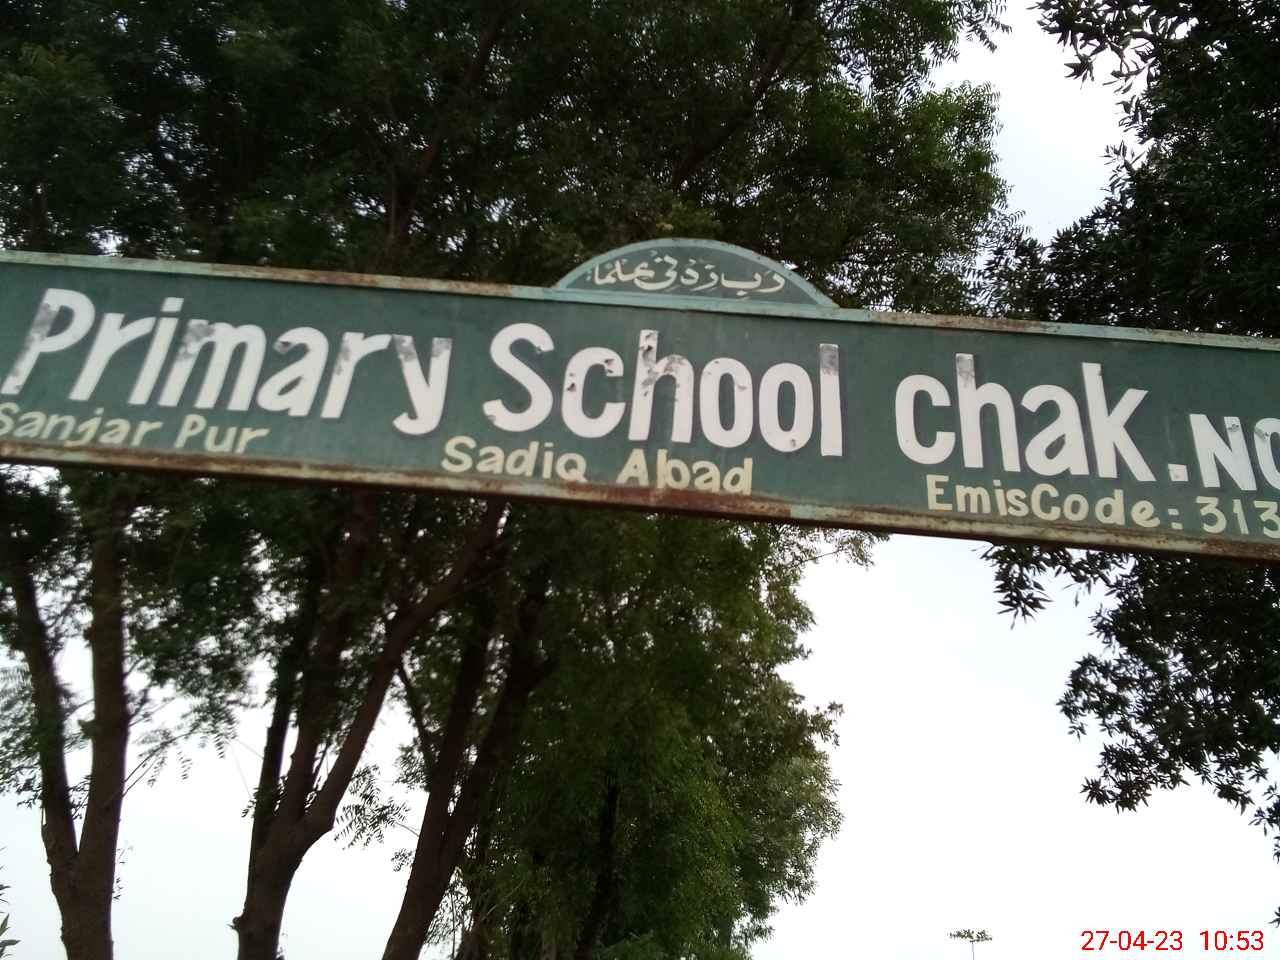 رب زدنی علما
Primary School chak.NO
Sanjar Pur Sadiq Abad EmisCode: 313
27-04-23 10:53